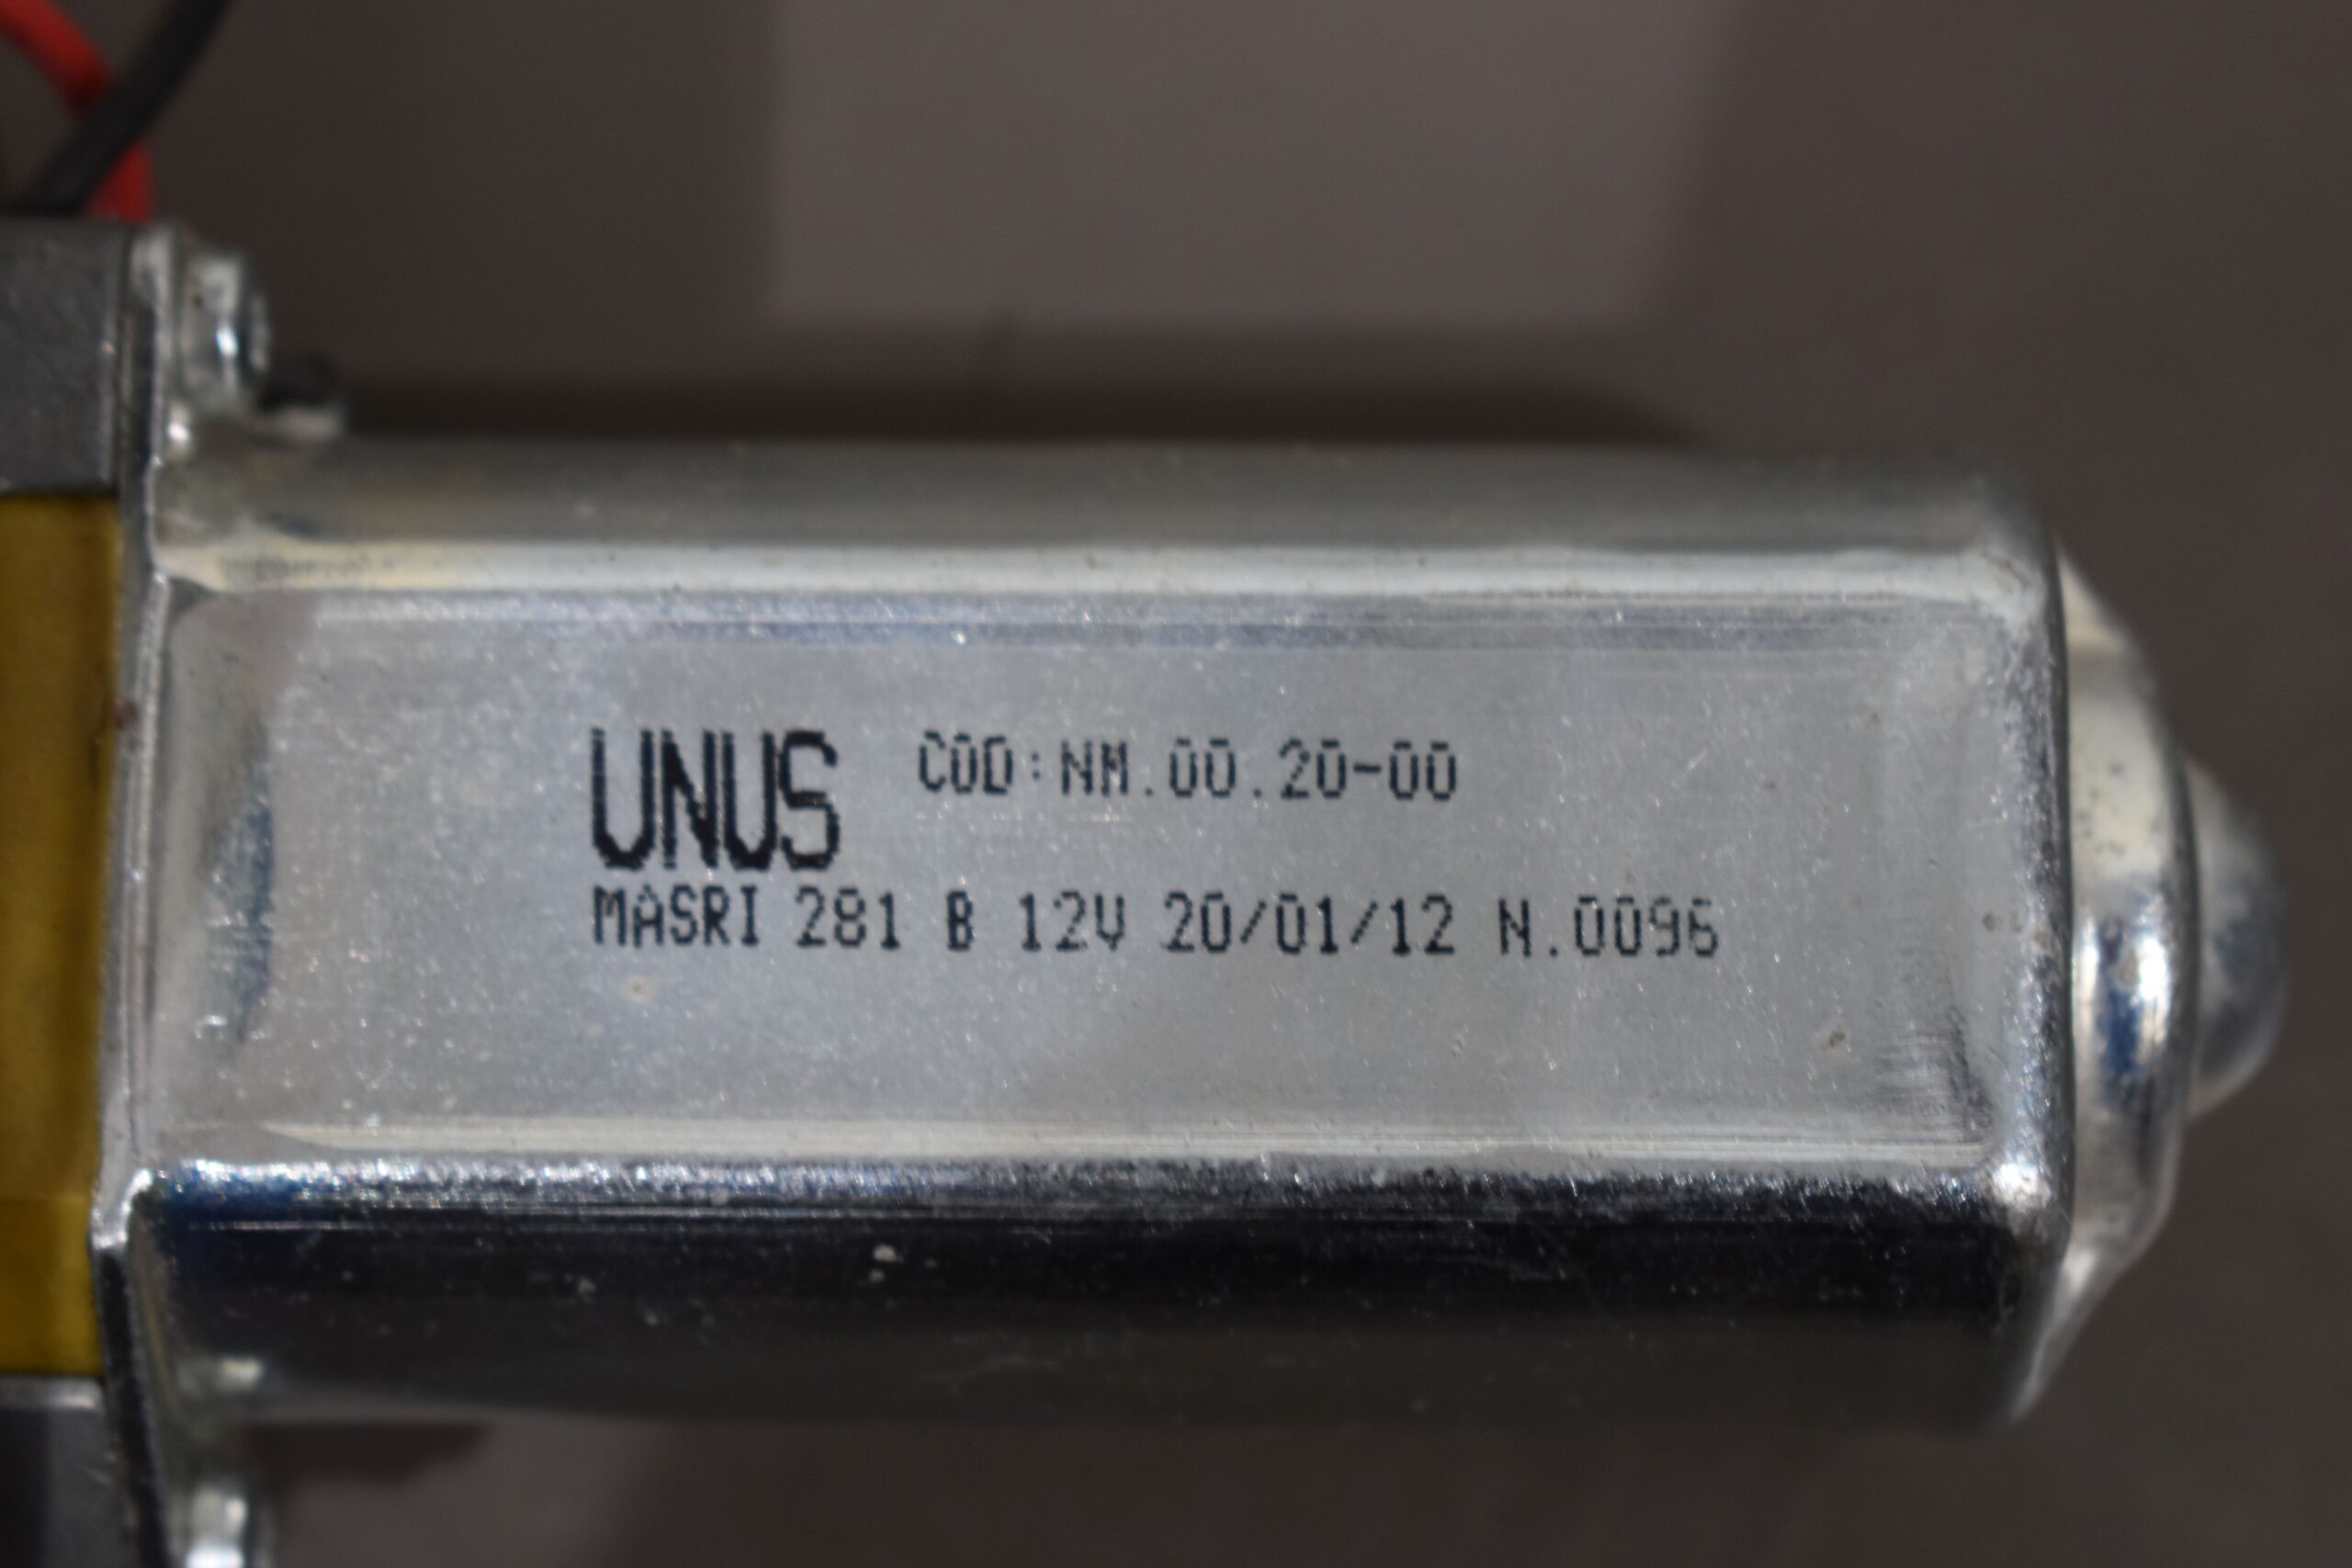 UNUS COD:NM.00.20-00
MASRI 281 B 12V 20/01/12 N.0096